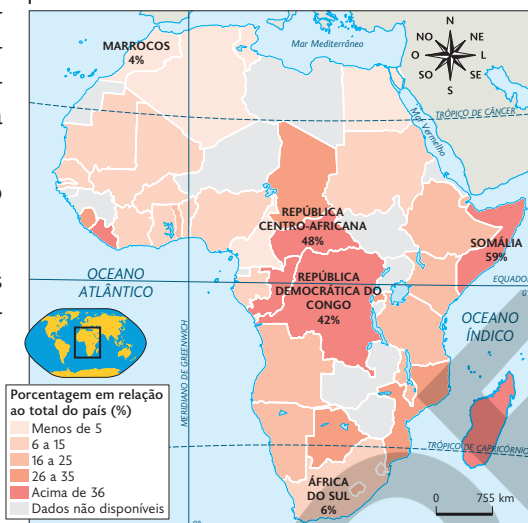 MARROCOS
4%
Mar Mediterrâneo
N
NO
NE
O
L
SO
SE
S
TRÓPICO DE CÂNCER
Mar Vermelho
REPÚBLICA
CENTRO-AFRICANA
48%
SOMÁLIA
59%
REPÚBLICA
DEMOCRÁTICA DO
CONGO
42%
EQUADOR
0
OCEANO
ATLÂNTICO
OCEANO
ÍNDICO
MERIDIANO DE GREENWICH
Porcentagem em relação
ao total do país (%)
Menos de 5
6 a 15
16 a 25
26 a 35
Acima de 36
Dados não disponíveis
TRÓPICO DE CAPRICÓRNIO
ÁFRICA
DO SUL
6%
0 755 km
0°